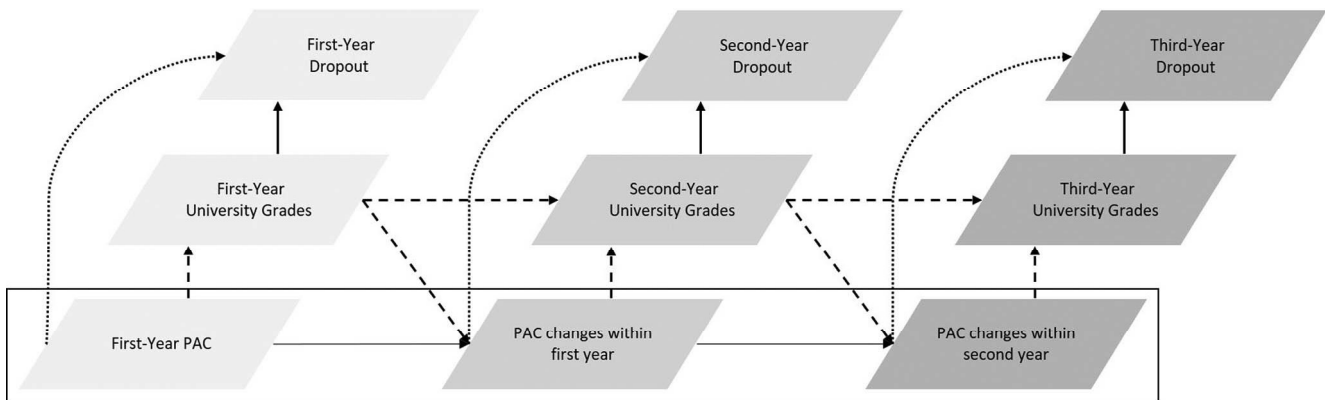 First-Year
Dropout
Second-Year
Dropout
Third-Year
Dropout
First-Year
University Grades
Second-Year
University Grades
Third-Year
University Grades
First-Year PAC
PAC changes within
first year
PAC changes within
second year